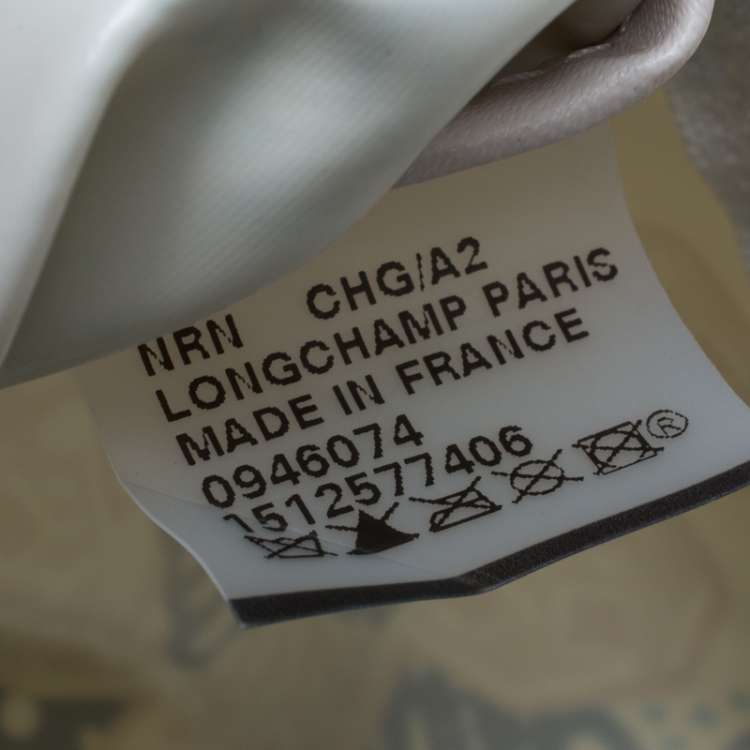 NRN CHG/A2
LONGCHAMP PARIS
MADE IN FRANCE
0946074
1512577406
®